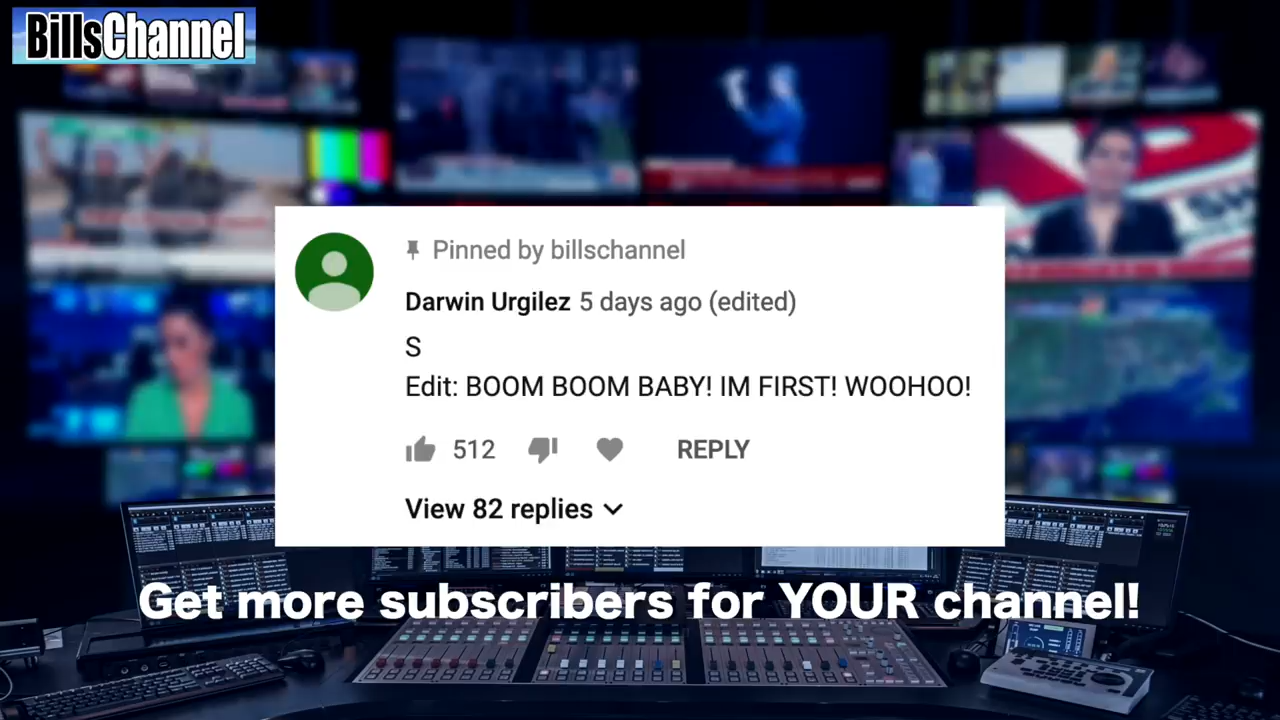 BillsChannel
Pinned by billschannel
Darwin Urgilez 5 days ago (edited)
S
Edit: BOOM BOOM BABY! IM FIRST! WOOHOO!
512 REPLY
View 82 replies
Get more subscribers for YOUR channel!